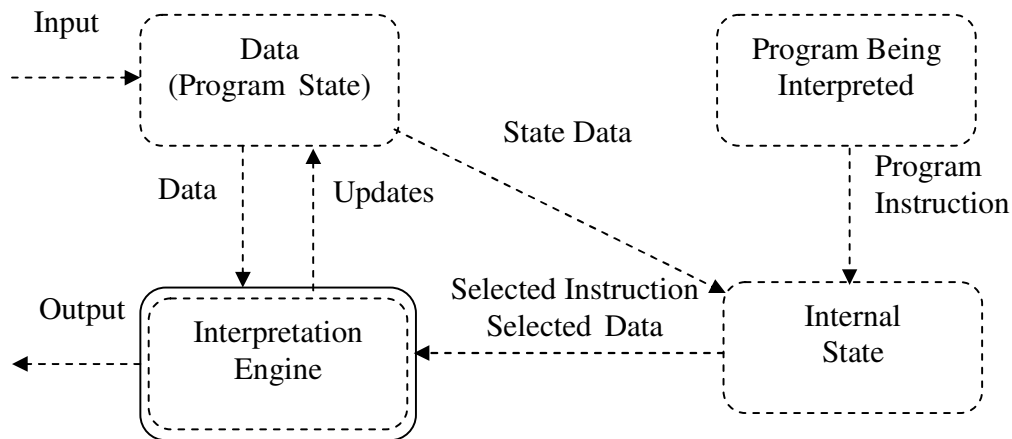 Input
Data
(Program State)
Program Being
Interpreted
State Data
Data
Updates
Program
Instruction
Output
Interpretation
Engine
Selected Instruction
Selected Data
Internal
State